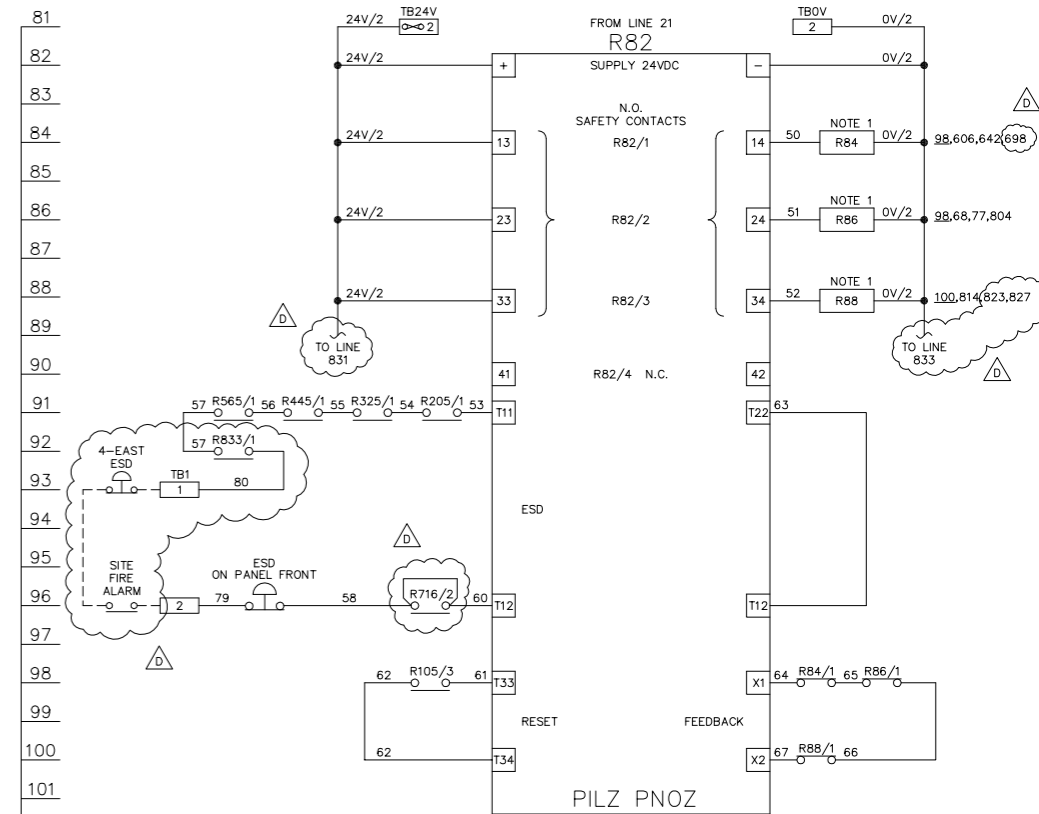 81 24V/2 TB24V 2 FROM LINE 21 TB0V 2 0V/2
R82
82 24V/2 + SUPPLY 24VDC − 0V/2
83
N.O.
SAFETY CONTACTS
D
NOTE 1
84 24V/2 13 R82/1 14 50 R84 0V/2 98,606,642,698
85
NOTE 1
86 24V/2 23 R82/2 24 51 R86 0V/2 98,68,77,804
87
NOTE 1
88 24V/2 33 R82/3 34 52 R88 0V/2 100,814,823,827
D
89
TO LINE
831
TO LINE
833
D
90 41 R82/4 N.C. 42
91 57 R565/1 56 R445/1 55 R325/1 54 R205/1 53 T11 T22 63
92 57 R833/1
4-EAST
ESD
93 TB1 1 80
ESD
94
D
95
SITE
FIRE
ALARM
ESD
ON PANEL FRONT
96 2 79 58 R716/2 60 T12 T12
97
D
98 62 R105/3 61 T33 X1 64 R84/1 65 R86/1
99 RESET FEEDBACK
100 62 T34 X2 67 R88/1 66
101
PILZ PNOZ